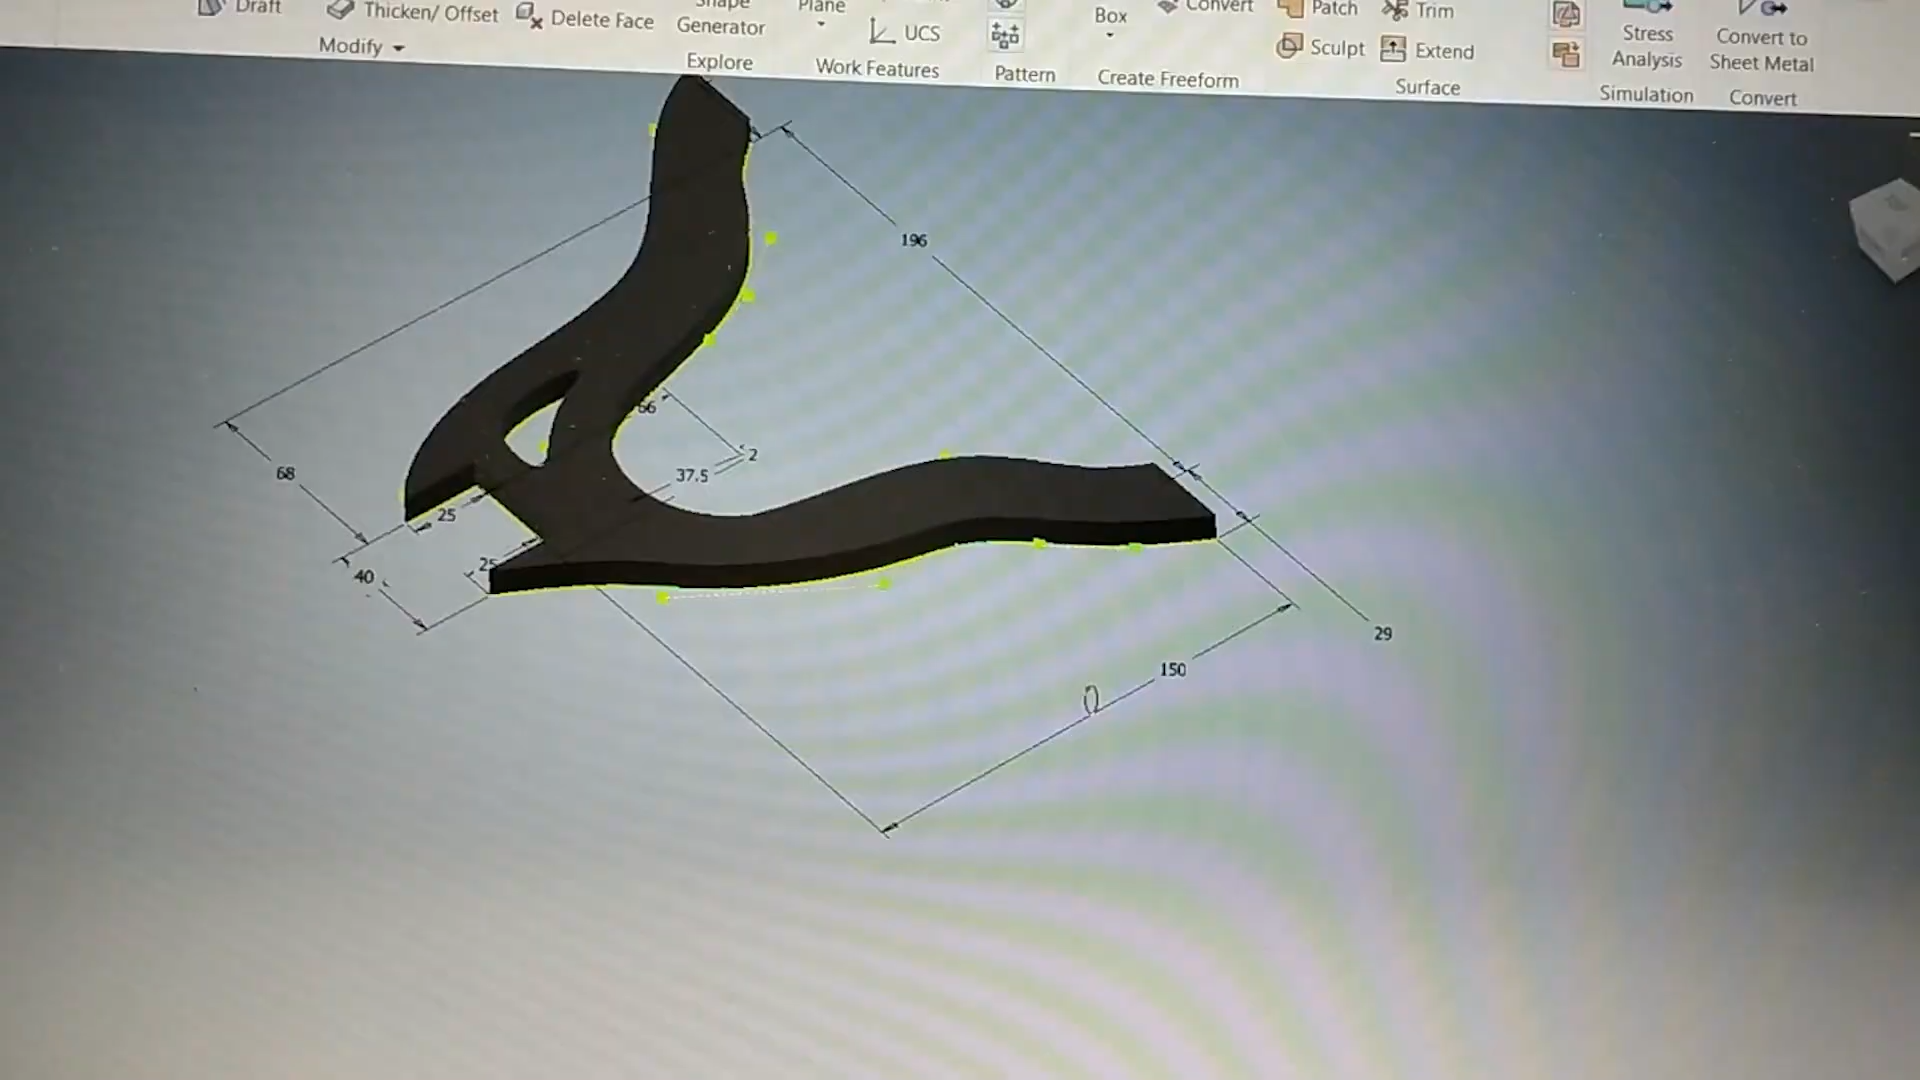 Draft
Thicken/ Offset
Delete Face
Modify
Shape
Generator
Explore
Plane
UCS
Work Features
Pattern
Box
Convert
Create Freeform
Patch
Trim
Sculpt
Extend
Surface
Stress
Analysis
Simulation
Convert to
Sheet Metal
Convert
196
66
2
37.5
68
25
25
40
29
150